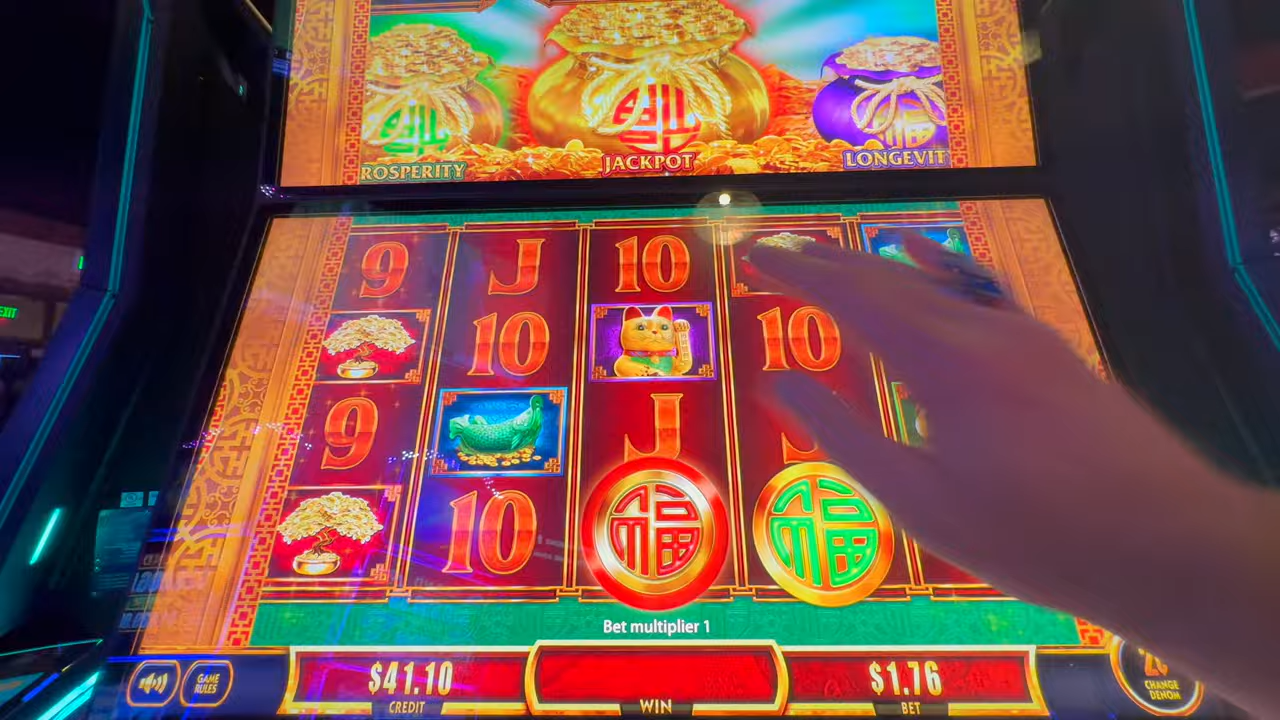 ROSPERITY
JACKPOT
LONGEVIT
9 J 10
10 10
9 J
10 福 福
Bet multiplier 1
GAME RULES
$41.10
CREDIT
WIN
$1.76
BET
CHANGE DENOM
EXIT